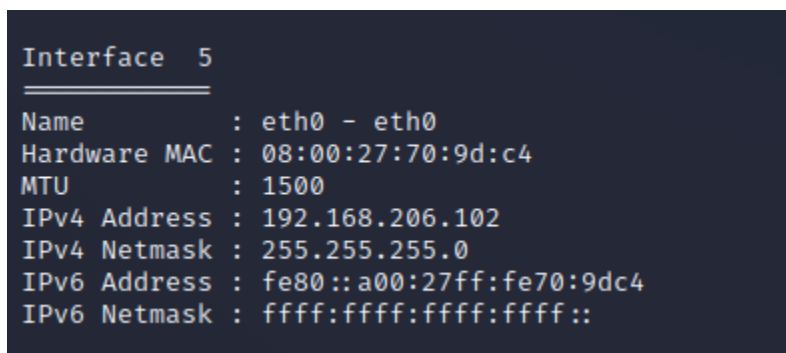 Interface  5
============
Name         : eth0 - eth0
Hardware MAC : 08:00:27:70:9d:c4
MTU          : 1500
IPv4 Address : 192.168.206.102
IPv4 Netmask : 255.255.255.0
IPv6 Address : fe80::a00:27ff:fe70:9dc4
IPv6 Netmask : ffff:ffff:ffff:ffff::